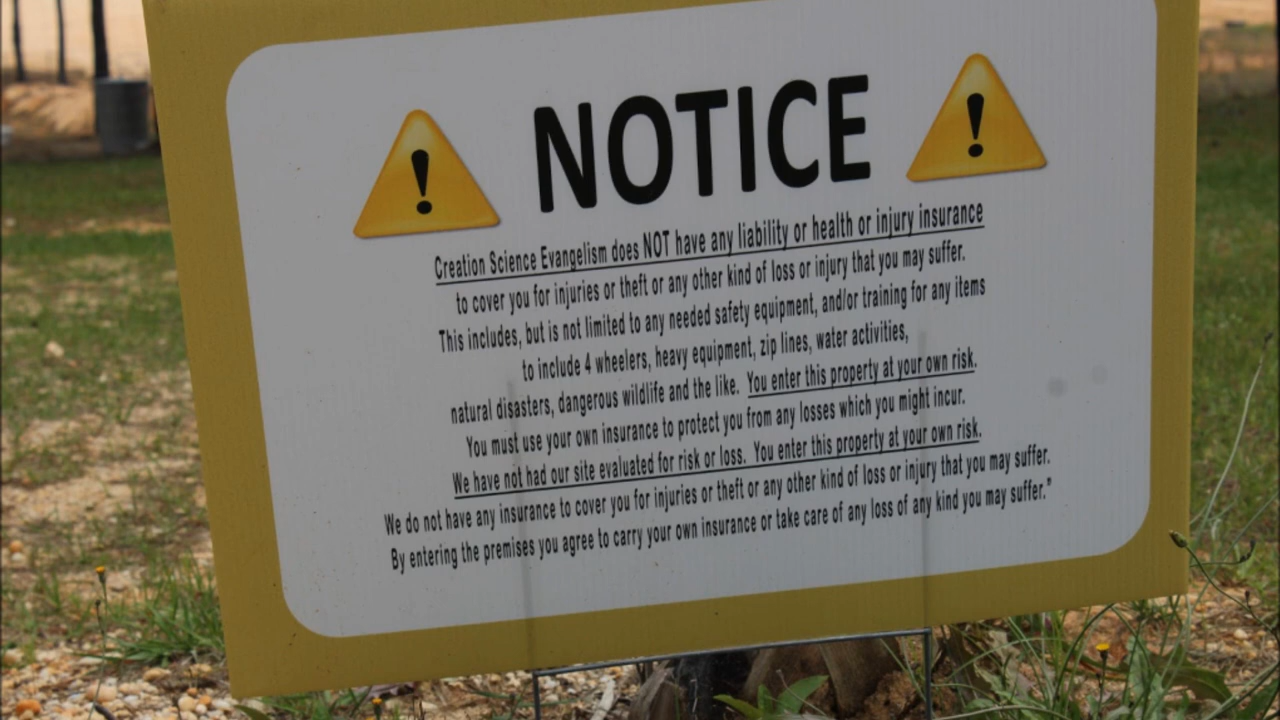 NOTICE
Creation Science Evangelism does NOT have any liability or health or injury insurance
to cover you for injuries or theft or any other kind of loss or injury that you may suffer.
This includes, but is not limited to any needed safety equipment, and/or training for any items
to include 4 wheelers, heavy equipment, zip lines, water activities,
natural disasters, dangerous wildlife and the like. You enter this property at your own risk.
You must use your own insurance to protect you from any losses which you might incur.
We have not had our site evaluated for risk or loss. You enter this property at your own risk.
We do not have any insurance to cover you for injuries or theft or any other kind of loss or injury that you may suffer.
By entering the premises you agree to carry your own insurance or take care of any loss of any kind you may suffer."